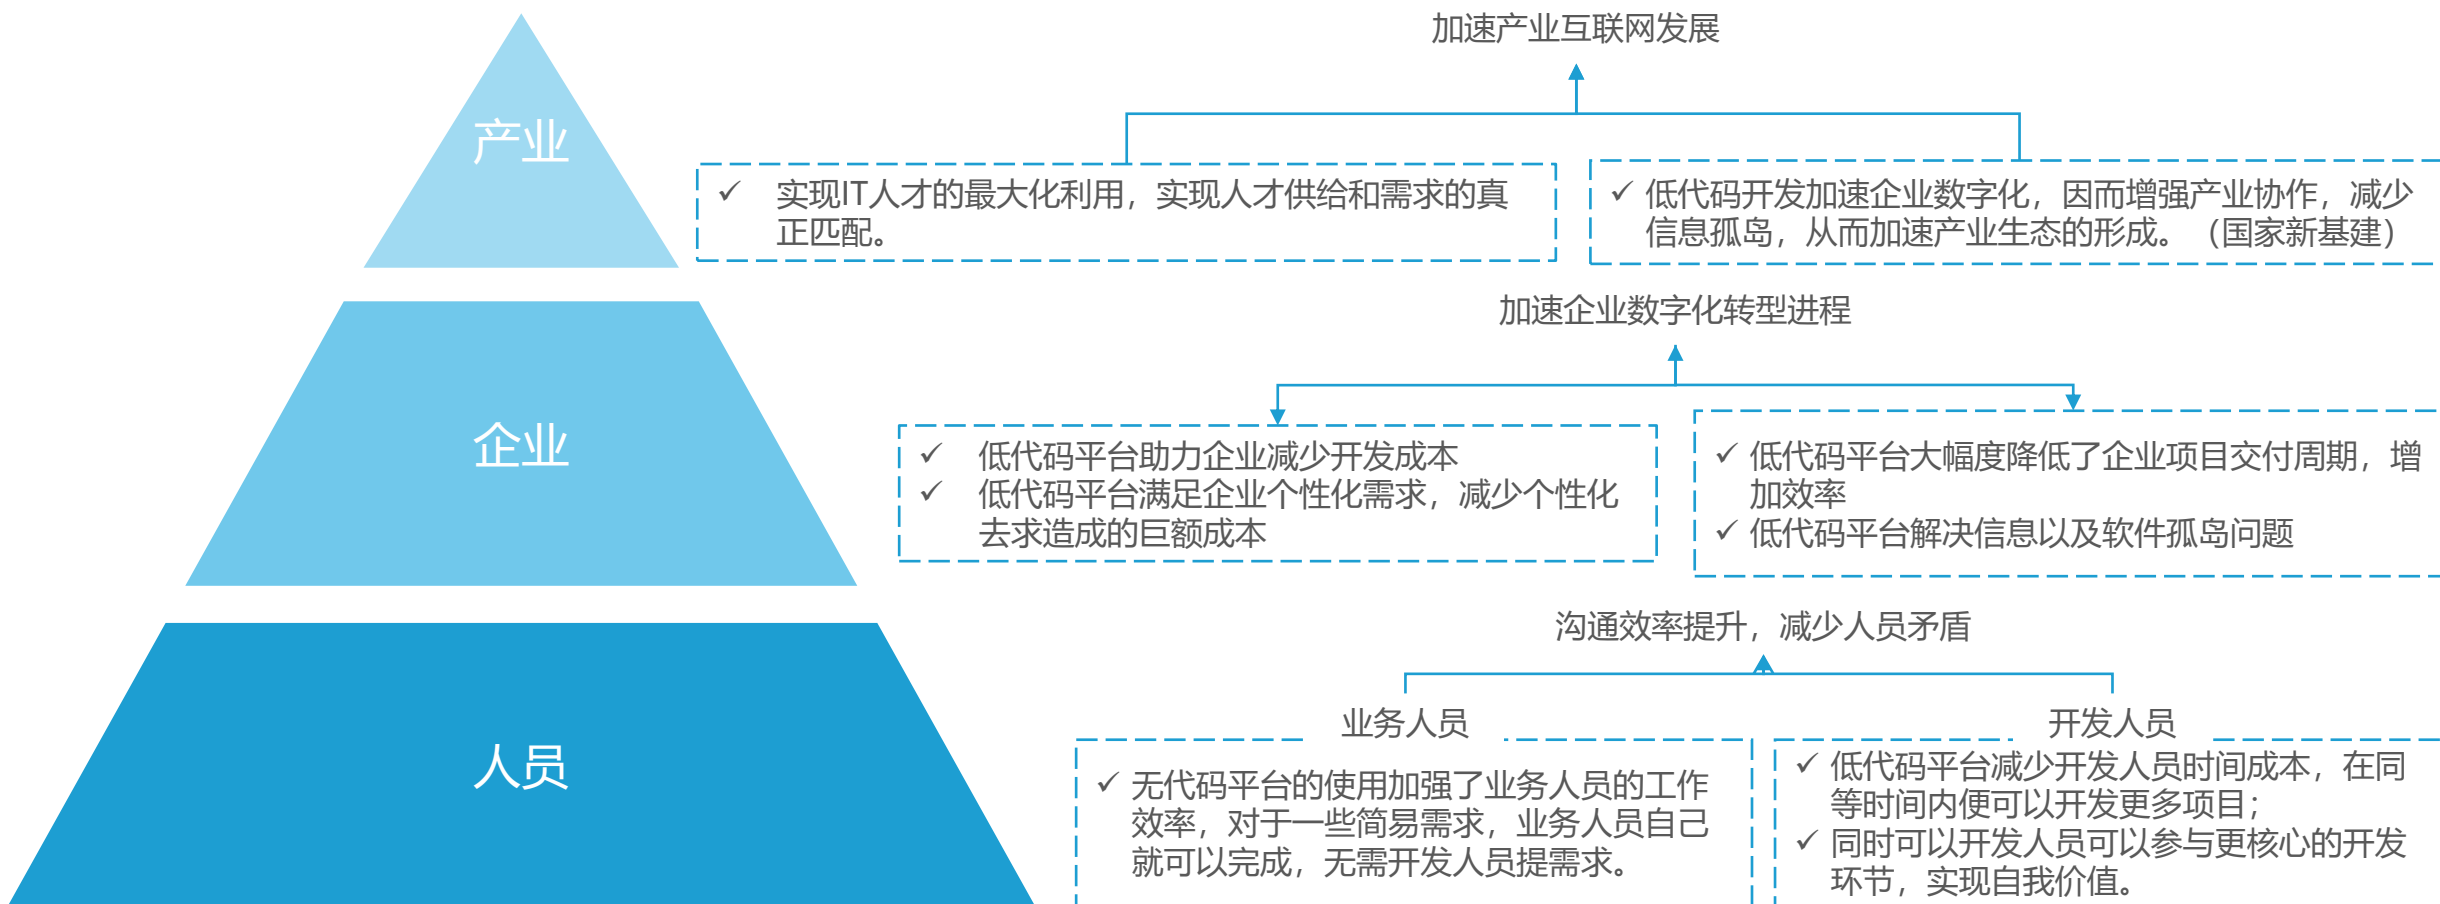 加速产业互联网发展
产业
实现IT人才的最大化利用，实现人才供给和需求的真
正匹配。
低代码开发加速企业数字化，因而增强产业协作，减少
信息孤岛，从而加速产业生态的形成。（国家新基建）
加速企业数字化转型进程
企业
低代码平台助力企业减少开发成本
低代码平台满足企业个性化需求，减少个性化
去求造成的巨额成本
低代码平台大幅度降低了企业项目交付周期，增
加效率
低代码平台解决信息以及软件孤岛问题
沟通效率提升，减少人员矛盾
人员
业务人员
无代码平台的使用加强了业务人员的工作
效率，对于一些简易需求，业务人员自己
就可以完成，无需开发人员提需求。
开发人员
低代码平台减少开发人员时间成本，在同
等时间内便可以开发更多项目；
同时可以开发人员可以参与更核心的开发
环节，实现自我价值。